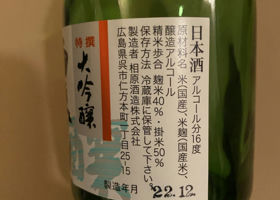 特撰
大吟醸
日本酒 アルコール分16度
原材料名 米(国産)、米麹(国産米)
醸造アルコール
精米歩合 麹米40%・掛米50%
保存方法 冷蔵庫に保管して下さい
製造者 相原酒造株式会社
広島県呉市仁方本町一丁目25-15
製造年月
22.12